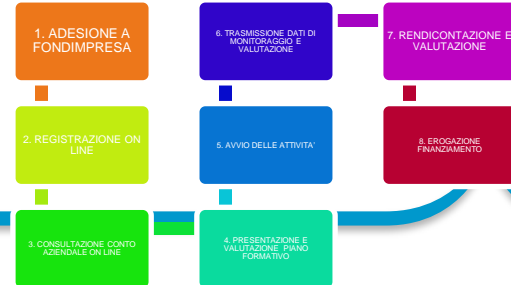 1. ADESIONE A
FONDIMPRESA
2. REGISTRAZIONE ON
LINE
3. CONSULTAZIONE CONTO
AZIENDALE ON LINE
4. PRESENTAZIONE E
VALUTAZIONE PIANO
FORMATIVO
5. AVVIO DELLE ATTIVITA'
6. TRASMISSIONE DATI DI
MONITORAGGIO E
VALUTAZIONE
7. RENDICONTAZIONE E
VALUTAZIONE
8. EROGAZIONE
FINANZIAMENTO